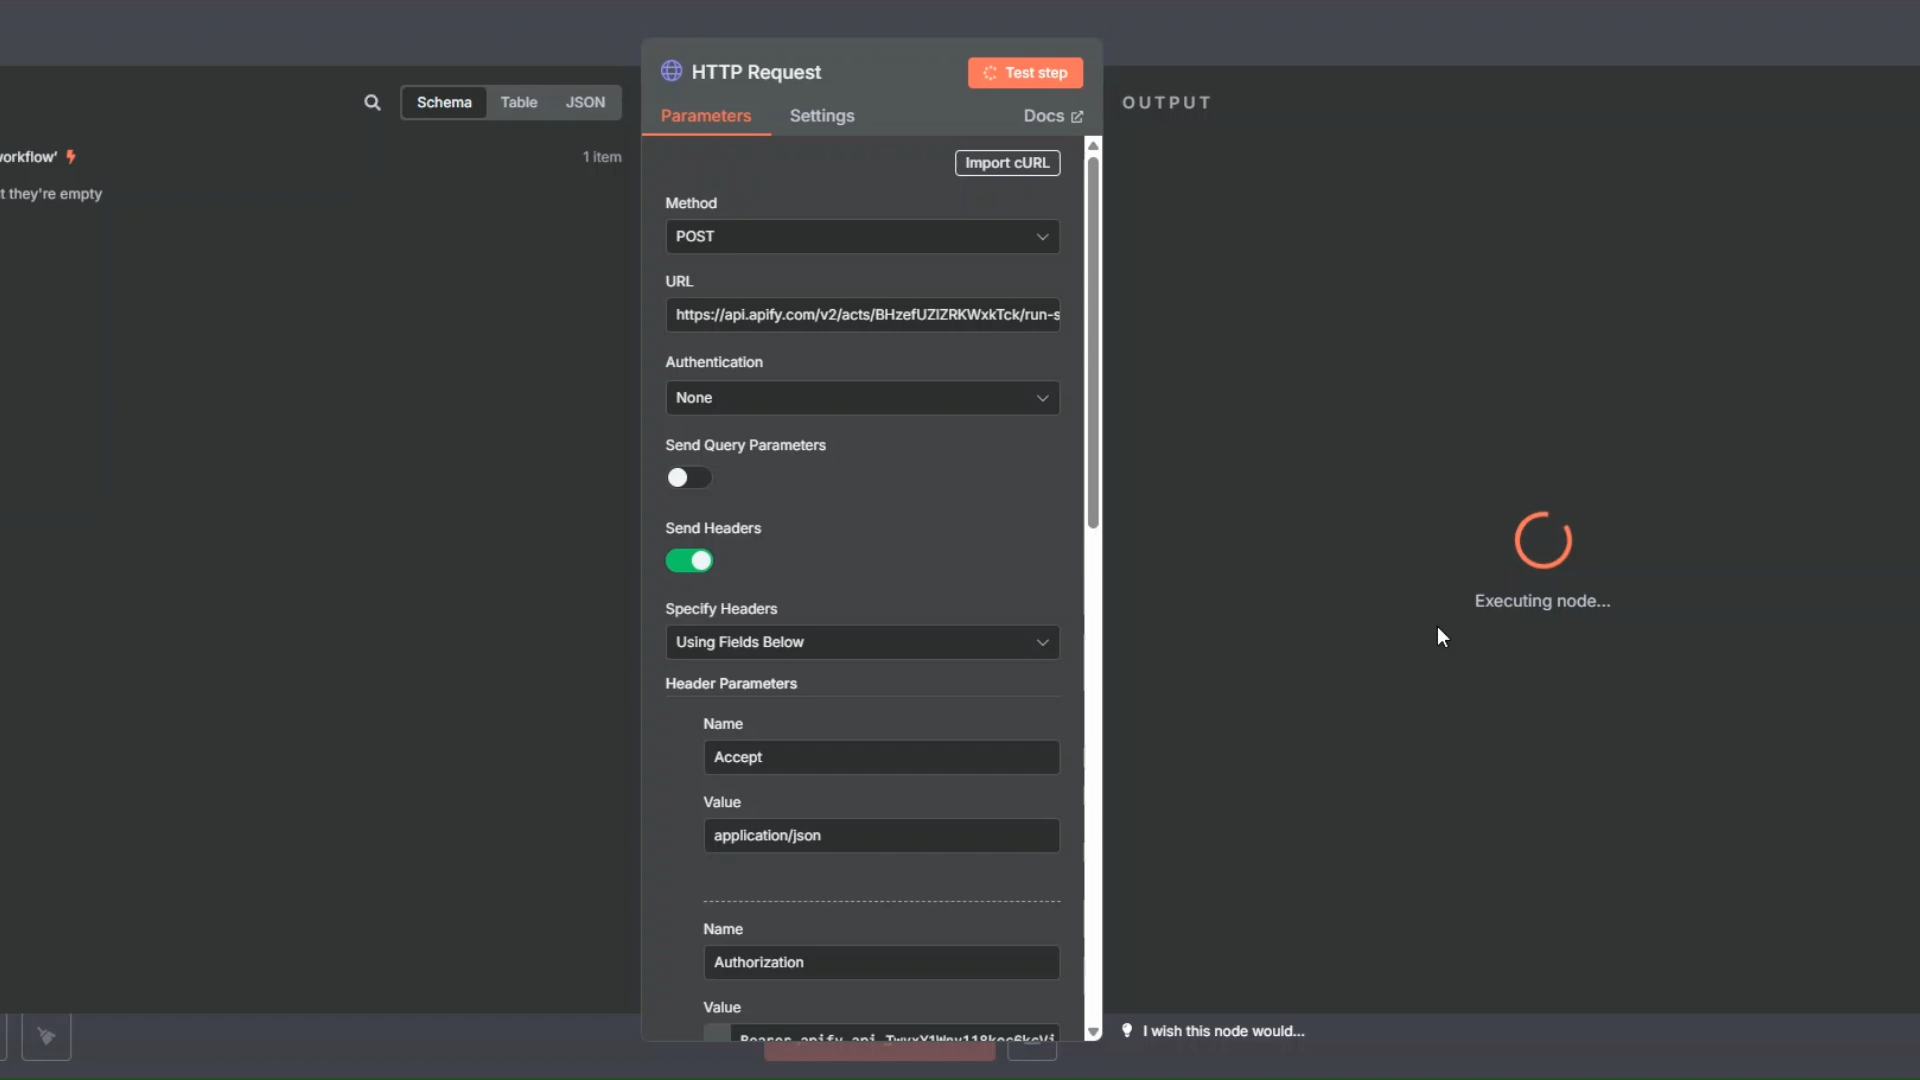 HTTP Request
Test step
Schema
Table
JSON
Parameters
Settings
Docs
OUTPUT
1 item
Import cURL
t they're empty
Method
POST
URL
https://api.apify.com/v2/acts/BHzefUZIZRKWxkTck/run-s
Authentication
None
Send Query Parameters
Send Headers
Executing node...
Specify Headers
Using Fields Below
Header Parameters
Name
Accept
Value
application/json
Name
Authorization
Value
I wish this node would...